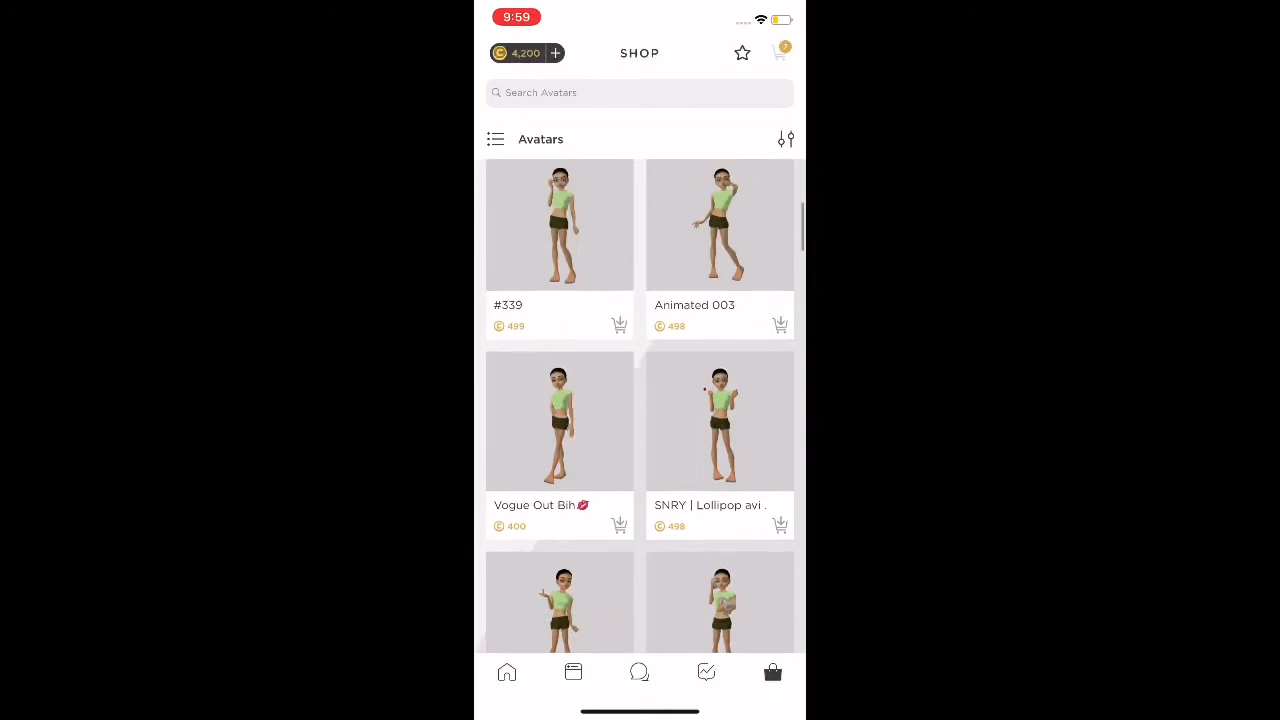 9:59
4,200 +
SHOP
7
Search Avatars
Avatars
#339
499
Animated 003
498
Vogue Out Bih💋
400
SNRY | Lollipop avi .
498